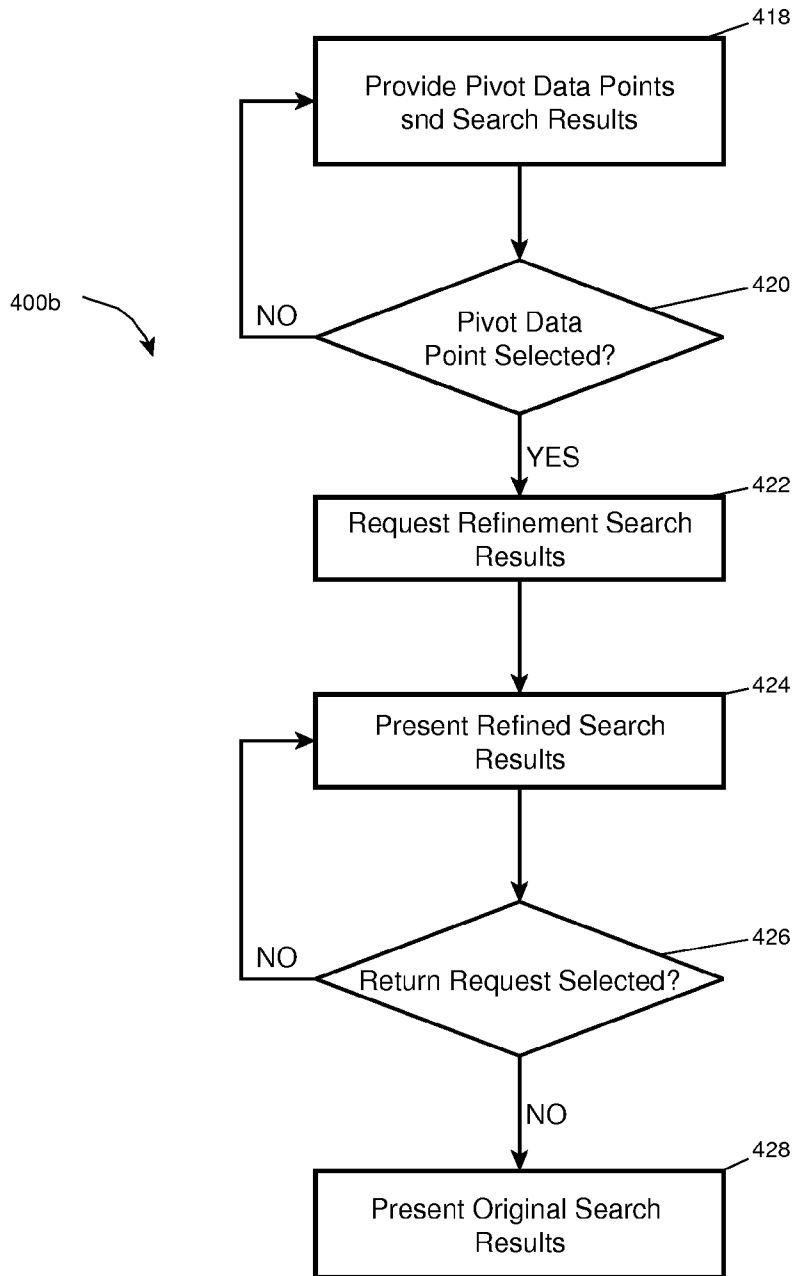 418
Provide Pivot Data Points
snd Search Results
420
400b
NO
Pivot Data
Point Selected?
YES
422
Request Refinement Search
Results
424
Present Refined Search
Results
426
NO
Return Request Selected?
NO
428
Present Original Search
Results